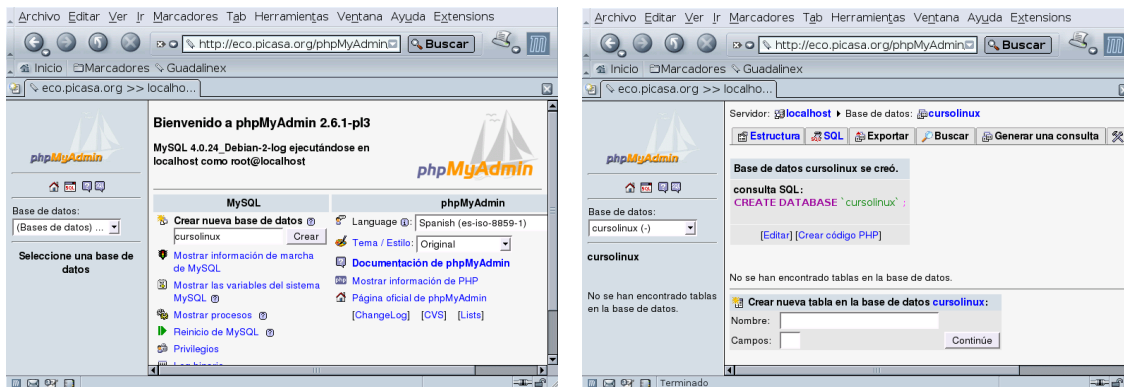 Archivo Editar Ver Ir Marcadores Tab Herramientas Ventana Ayuda Extensions
http://eco.picasa.org/phpMyAdmin
Buscar
Inicio Marcadores Guadalinex
eco.picasa.org >> localho...
phpMyAdmin
Base de datos:
(Bases de datos) ...
Seleccione una base de
datos
Bienvenido a phpMyAdmin 2.6.1-pl3
MySQL 4.0.24_Debian-2-log ejecutándose en
localhost como root@localhost
phpMyAdmin
MySQL
Crear nueva base de datos
cursolinux Crear
Mostrar información de marcha
de MySQL
Mostrar las variables del sistema
MySQL
Mostrar procesos
Reinicio de MySQL
Privilegios
phpMyAdmin
Language : Spanish (es-iso-8859-1)
Tema / Estilo: Original
Documentación de phpMyAdmin
Mostrar información de PHP
Página oficial de phpMyAdmin
[ChangeLog] [CVS] [Lists]
Archivo Editar Ver Ir Marcadores Tab Herramientas Ventana Ayuda Extensions
http://eco.picasa.org/phpMyAdmin
Buscar
Inicio Marcadores Guadalinex
eco.picasa.org >> localho...
phpMyAdmin
Base de datos:
cursolinux (-)
cursolinux
No se han encontrado tablas
en la base de datos.
Servidor: localhost Base de datos: cursolinux
Estructura SQL Exportar Buscar Generar una consulta
Base de datos cursolinux se creó.
consulta SQL:
CREATE DATABASE `cursolinux` ;
[Editar] [Crear código PHP]
No se han encontrado tablas en la base de datos.
Crear nueva tabla en la base de datos cursolinux:
Nombre:
Campos: Continúe
Terminado